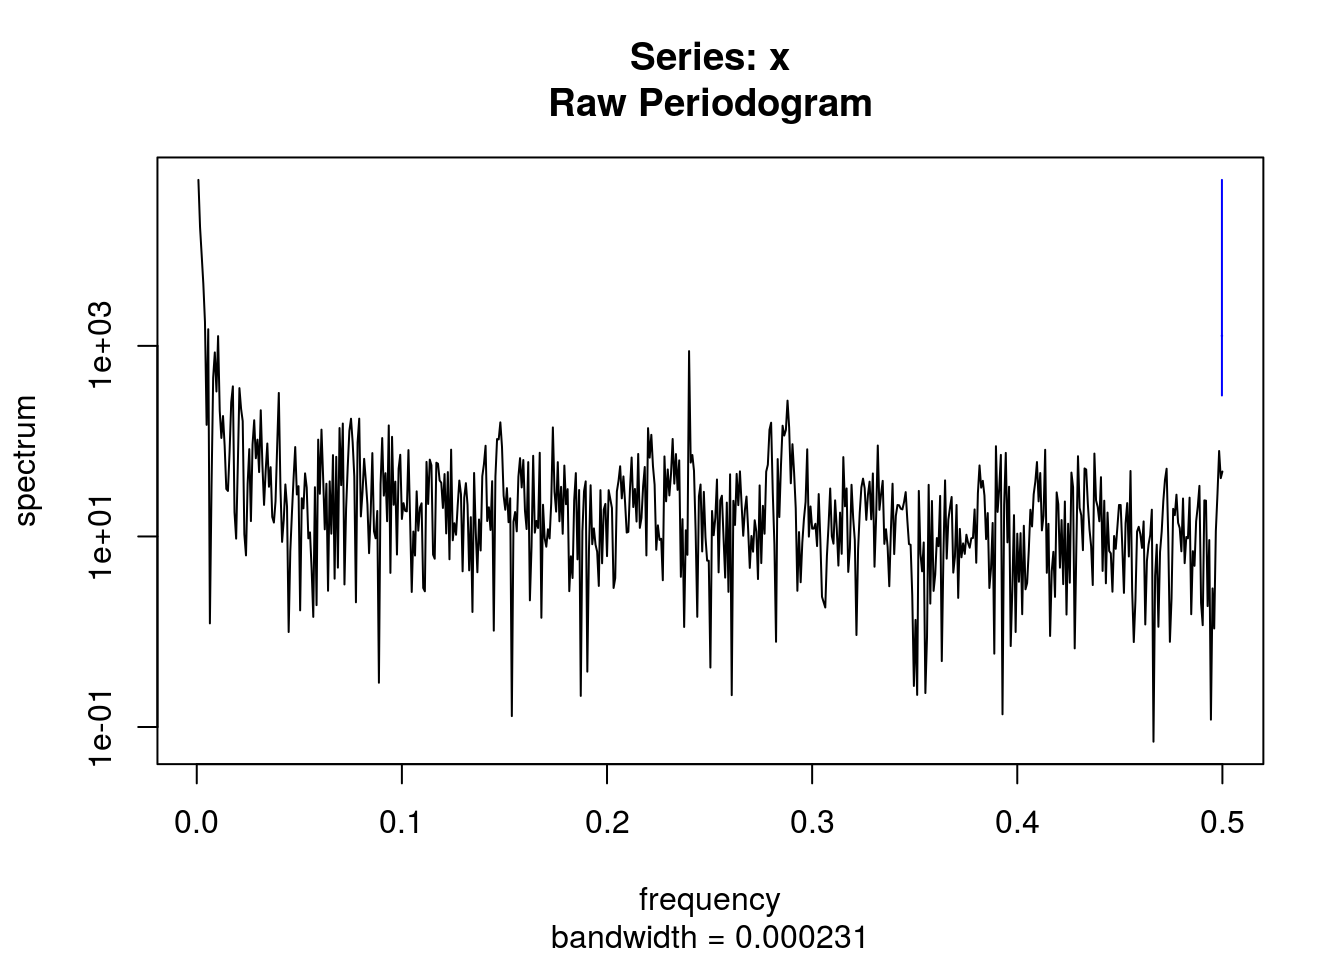 Series: x
Raw Periodogram
spectrum
1e+03
1e+01
1e-01
0.0 0.1 0.2 0.3 0.4 0.5
frequency
bandwidth = 0.000231